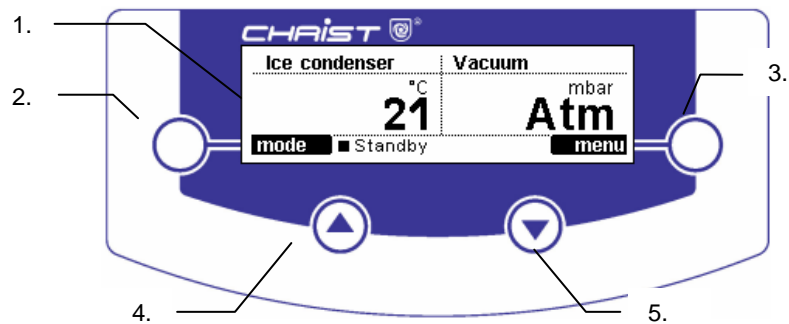 1.
CHRIST ®
Ice condenser Vacuum
2.
3.
°C mbar
21 Atm
mode ■ Standby menu
4.
5.